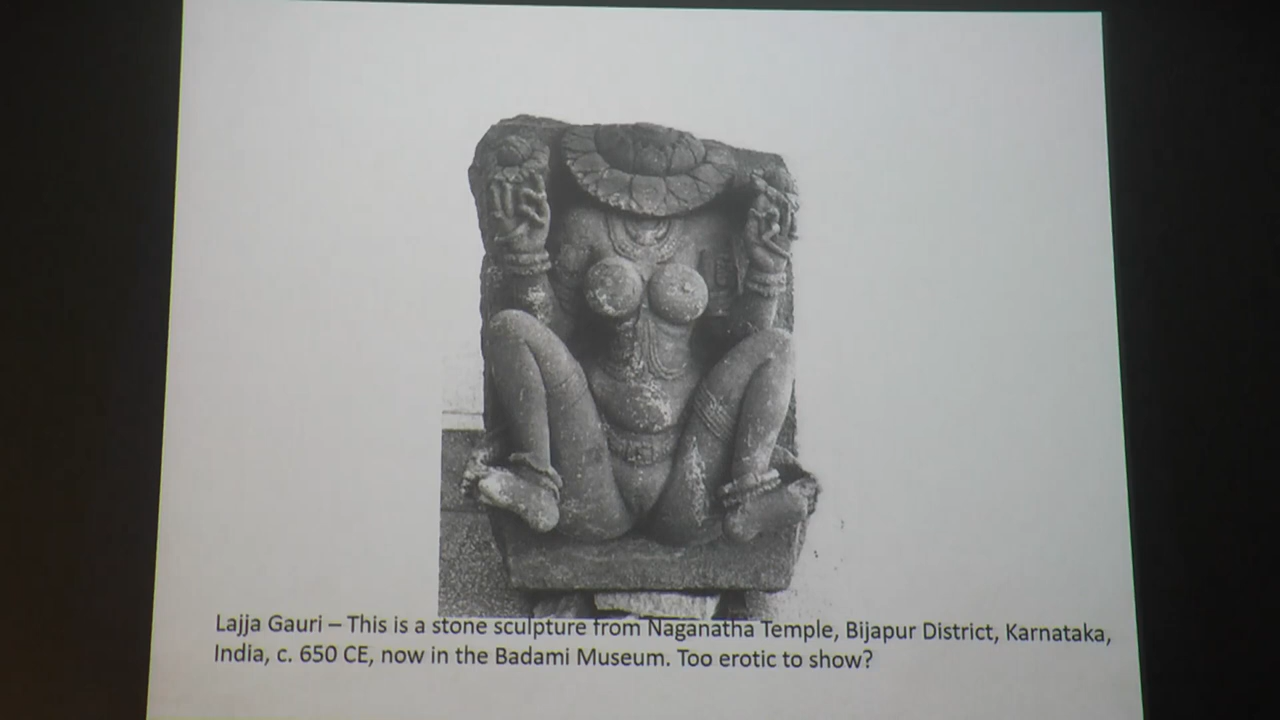 Lajja Gauri – This is a stone sculpture from Naganatha Temple, Bijapur District, Karnataka,
India, c. 650 CE, now in the Badami Museum. Too erotic to show?